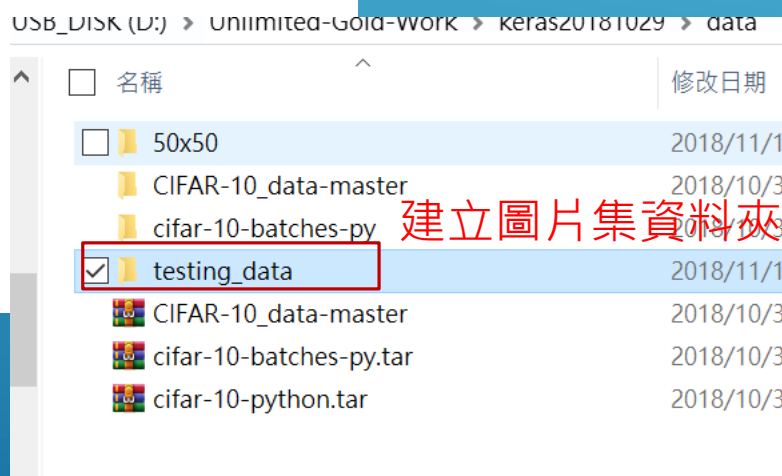 USB_DISK (D:) > Unlimited-Gold-Work > keras20181029 > data
名稱 修改日期
50x50 2018/11/1
CIFAR-10_data-master 2018/10/3
建立圖片集資料夾
cifar-10-batches-py 2018/10/3
testing_data 2018/11/1
CIFAR-10_data-master 2018/10/3
cifar-10-batches-py.tar 2018/10/3
cifar-10-python.tar 2018/10/3